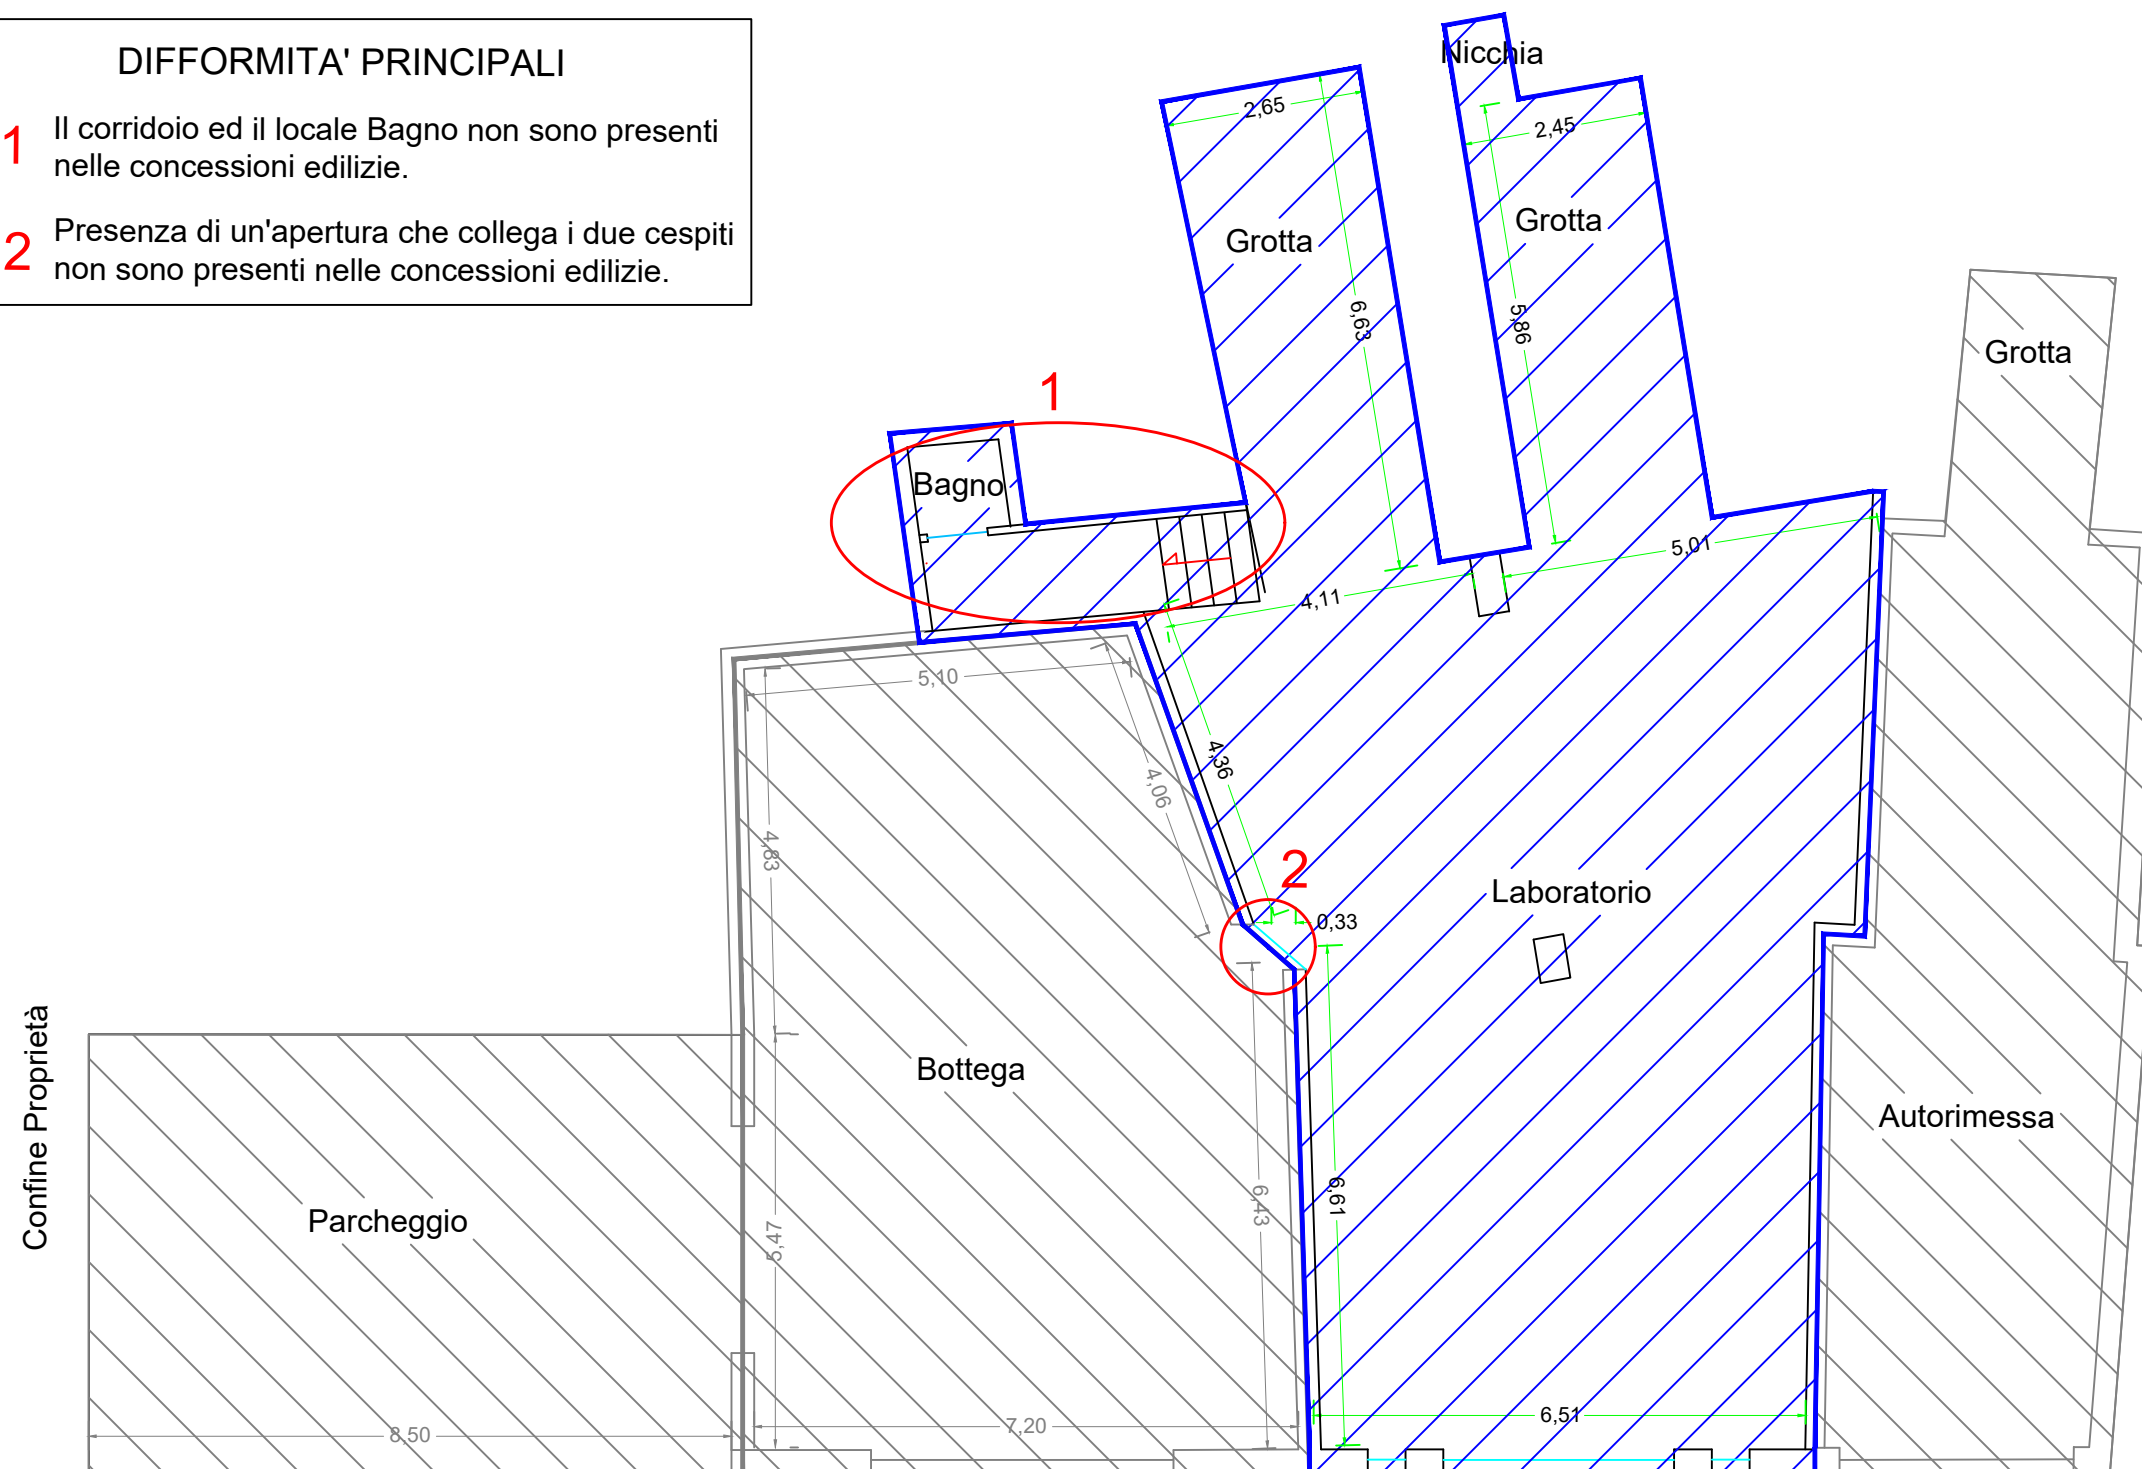 DIFFORMITA' PRINCIPALI
1 Il corridoio ed il locale Bagno non sono presenti
nelle concessioni edilizie.
2 Presenza di un'apertura che collega i due cespiti
non sono presenti nelle concessioni edilizie.
Nicchia
2,65
2,45
Grotta
Grotta
6,63
5,86
Grotta
1
Bagno
5,01
4,11
5,10
4,36
4,06
4,83
2
0,33
Laboratorio
Confine Proprietà
Bottega
Autorimessa
Parcheggio
6,43
6,61
5,47
6,51
7,20
8,50